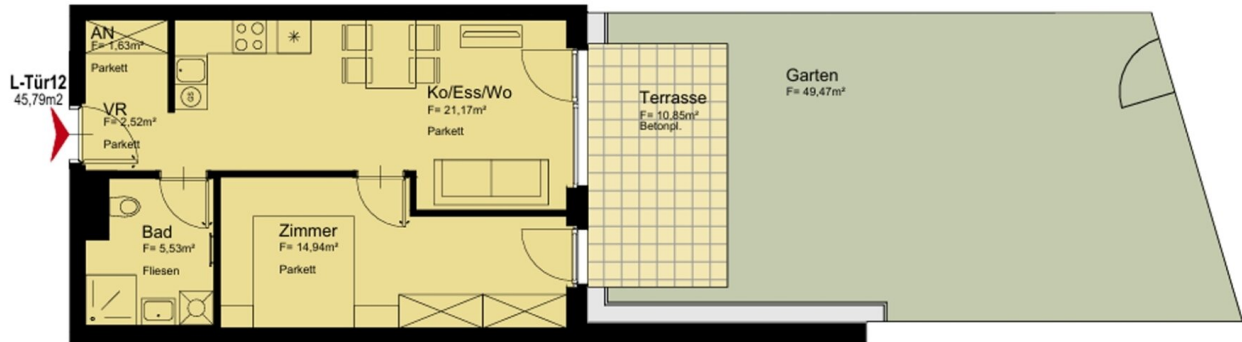 AN
F= 1,63m²
Parkett
L-Tür12
45,79m2
VR
F= 2,52m²
Parkett
Ko/Ess/Wo
F= 21,17m²
Parkett
Terrasse
F= 10,85m²
Betonpl.
Garten
F= 49,47m²
Bad
F= 5,53m²
Fliesen
Zimmer
F= 14,94m²
Parkett